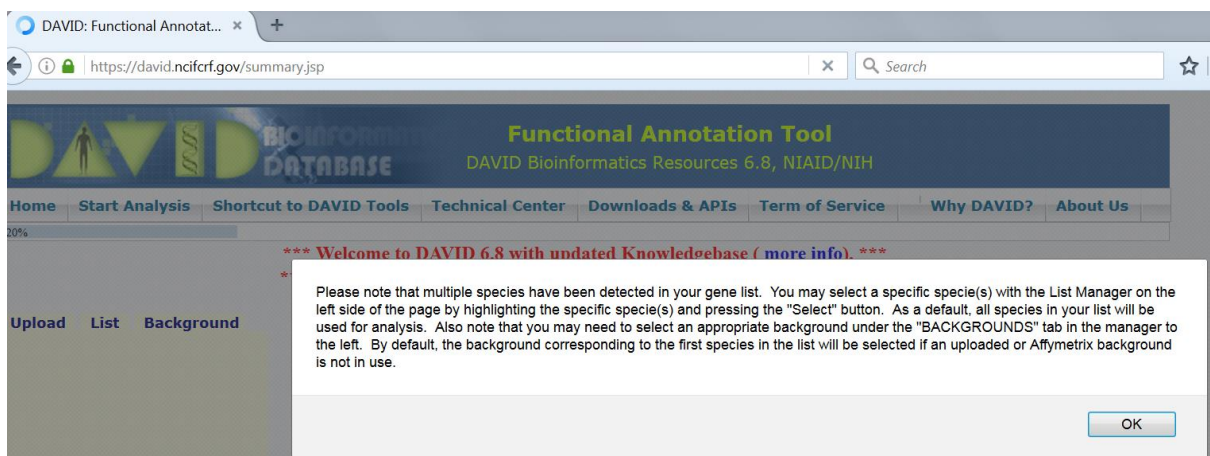 DAVID: Functional Annotat...
https://david.ncifcrf.gov/summary.jsp
Search
DAVID BIOINFORMATICS DATABASE
Functional Annotation Tool
DAVID Bioinformatics Resources 6.8, NIAID/NIH
Home Start Analysis Shortcut to DAVID Tools Technical Center Downloads & APIs Term of Service Why DAVID? About Us
20%
*** Welcome to DAVID 6.8 with updated Knowledgebase ( more info). ***
Upload List Background
Please note that multiple species have been detected in your gene list. You may select a specific specie(s) with the List Manager on the
left side of the page by highlighting the specific specie(s) and pressing the "Select" button. As a default, all species in your list will be
used for analysis. Also note that you may need to select an appropriate background under the "BACKGROUNDS" tab in the manager to
the left. By default, the background corresponding to the first species in the list will be selected if an uploaded or Affymetrix background
is not in use.
OK